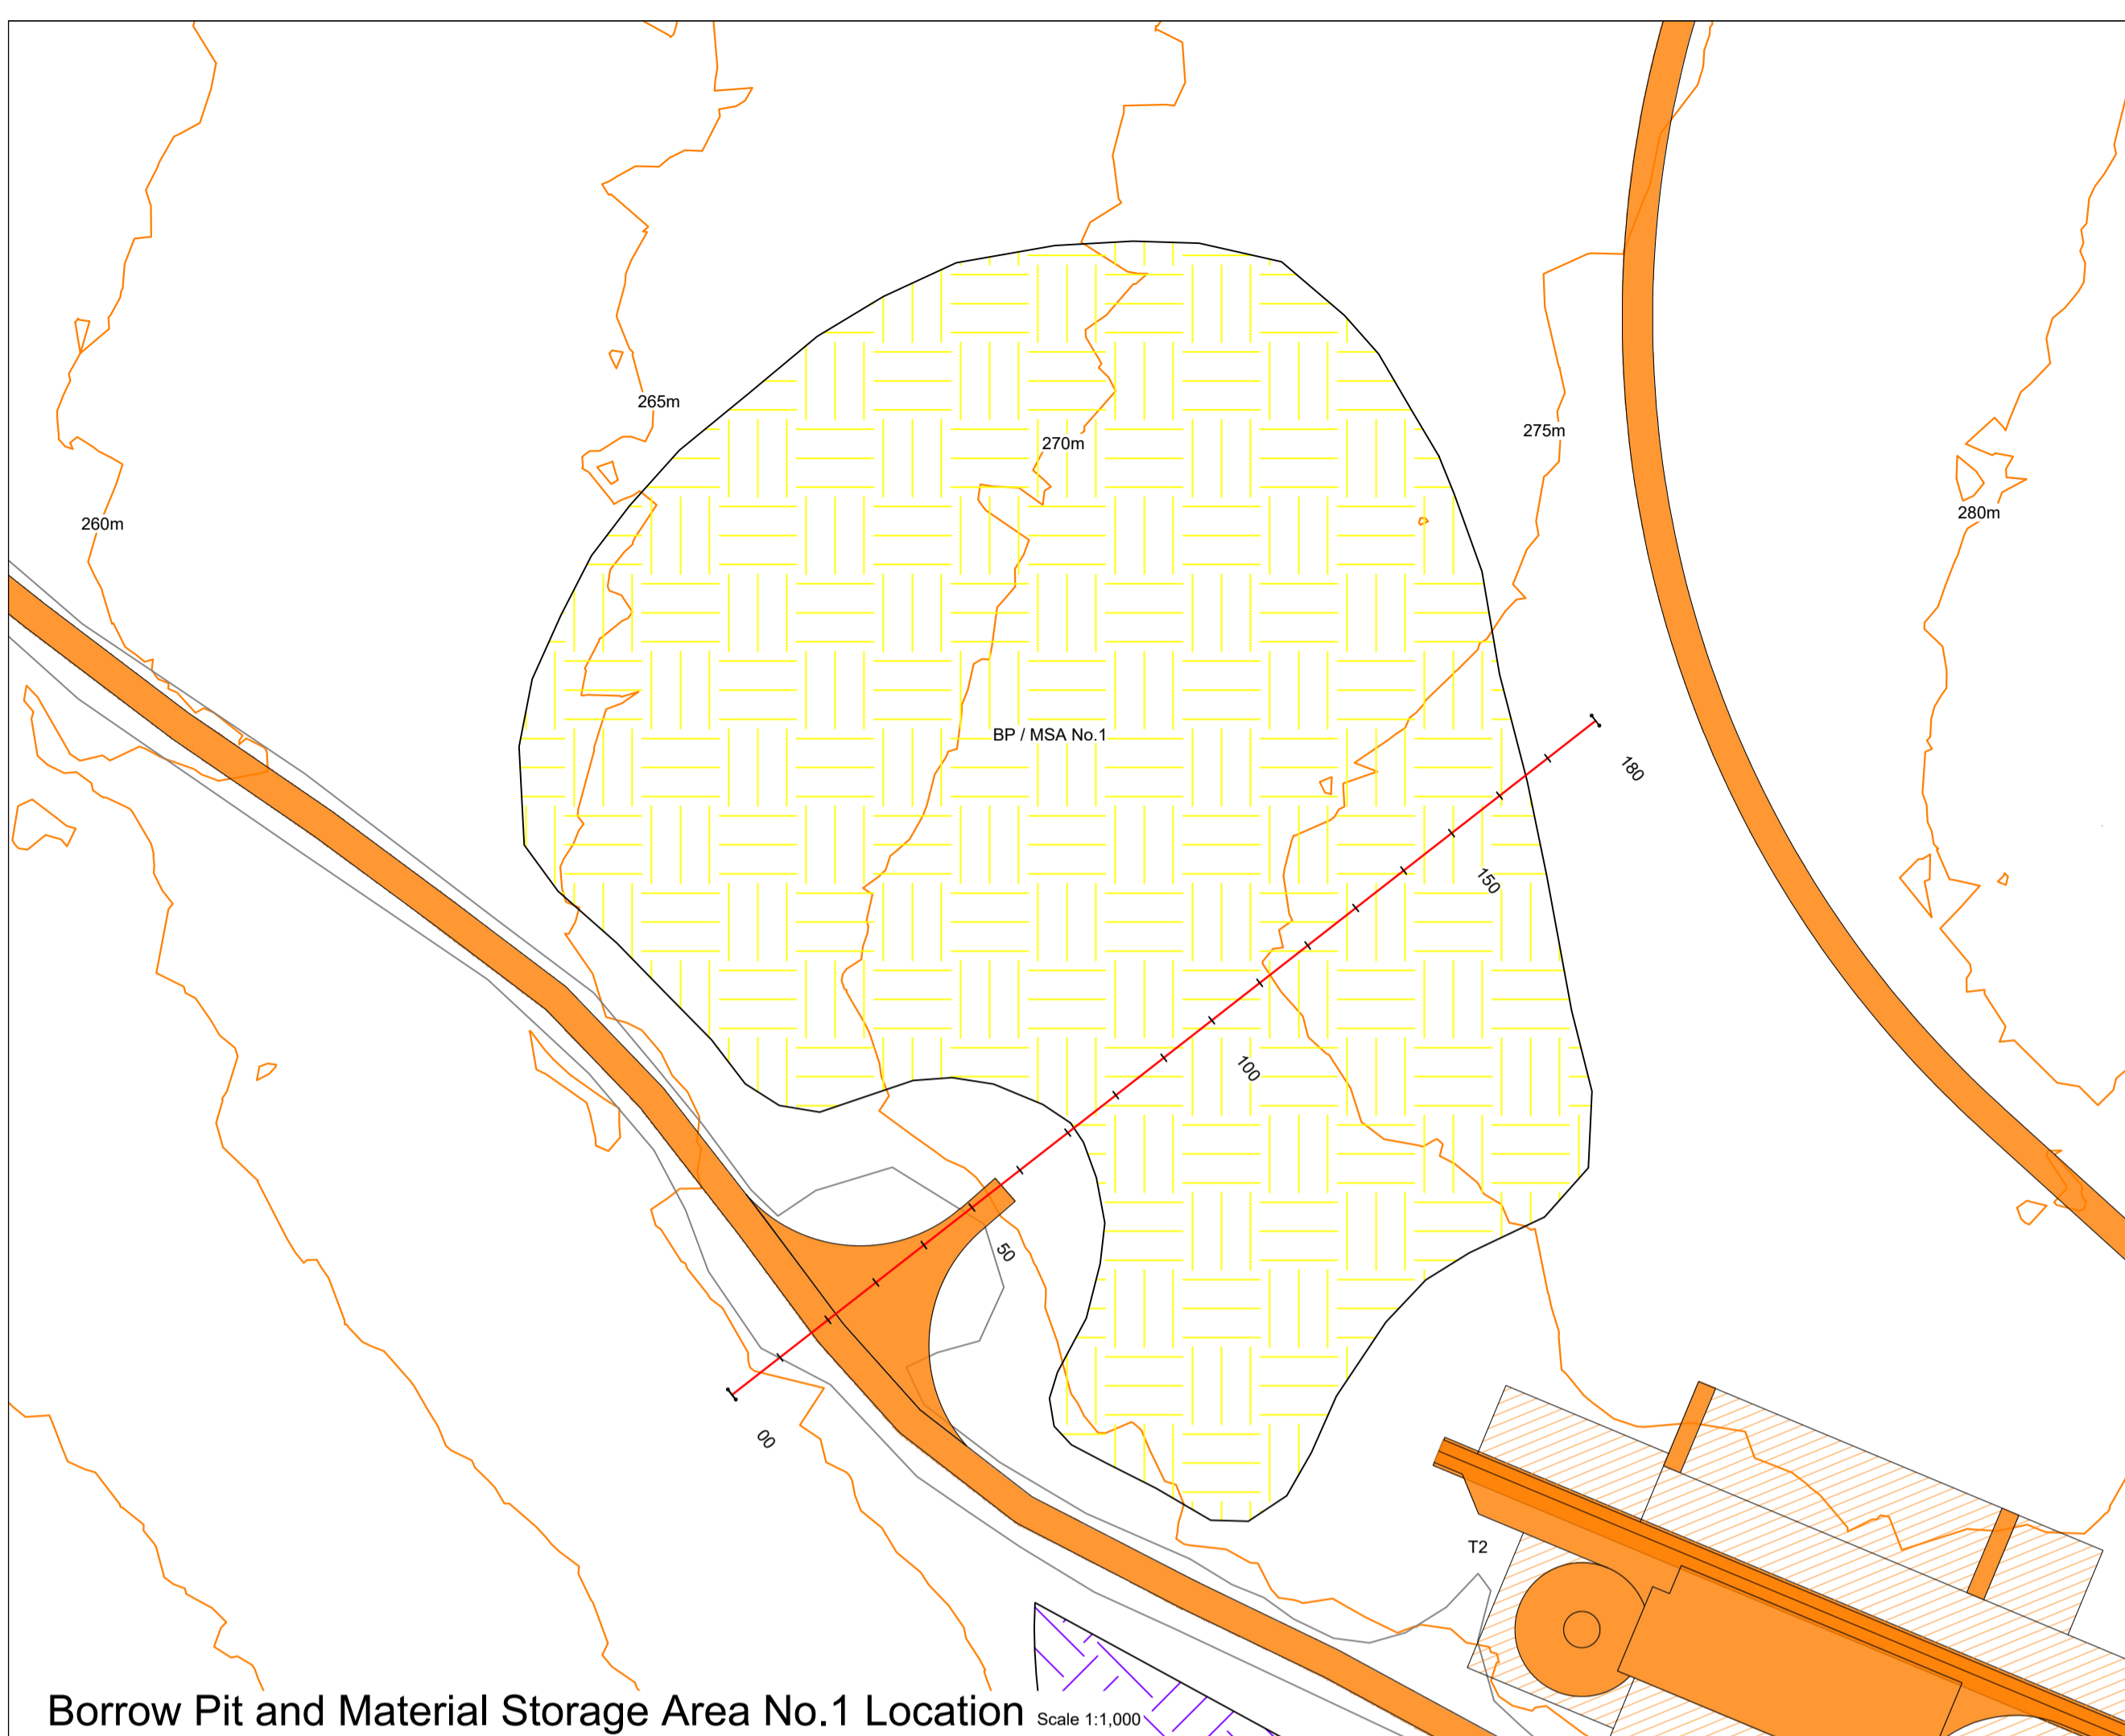 265m
270m
275m
280m
260m
BP / MSA No.1
180
150
100
50
00
T2
Borrow Pit and Material Storage Area No.1 Location
Scale 1:1,000